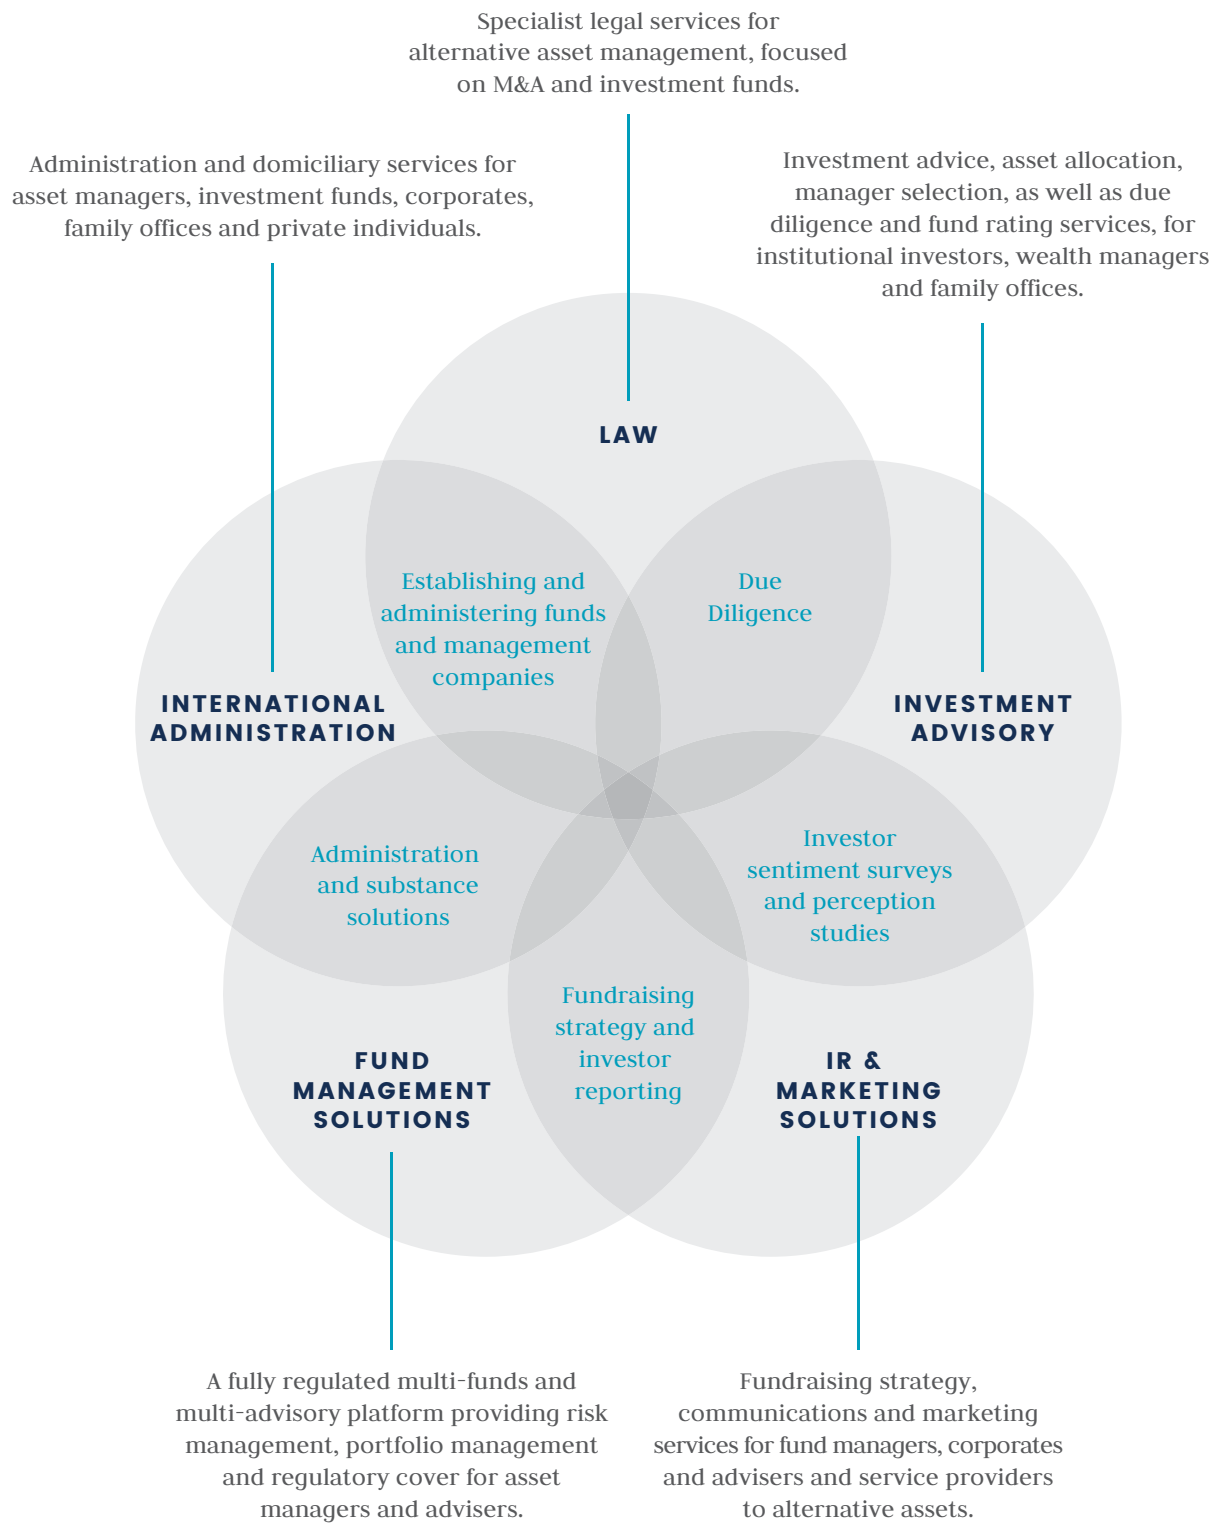 Specialist legal services for
alternative asset management, focused
on M&A and investment funds.
Administration and domiciliary services for
asset managers, investment funds, corporates,
family offices and private individuals.
Investment advice, asset allocation,
manager selection, as well as due
diligence and fund rating services, for
institutional investors, wealth managers
and family offices.
LAW
Establishing and
administering funds
and management
companies
Due
Diligence
INTERNATIONAL
ADMINISTRATION
INVESTMENT
ADVISORY
Administration
and substance
solutions
Investor
sentiment surveys
and perception
studies
Fundraising
strategy and
investor
reporting
FUND
MANAGEMENT
SOLUTIONS
IR &
MARKETING
SOLUTIONS
A fully regulated multi-funds and
multi-advisory platform providing risk
management, portfolio management
and regulatory cover for asset
managers and advisers.
Fundraising strategy,
communications and marketing
services for fund managers, corporates
and advisers and service providers
to alternative assets.